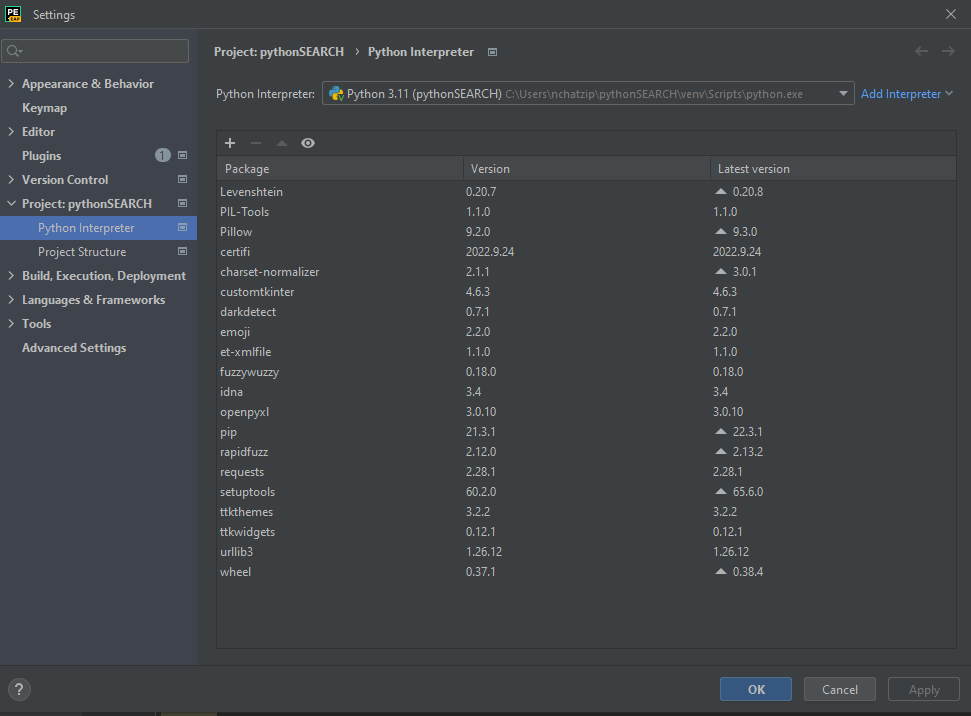 PE
EAP
Settings
Project: pythonSEARCH › Python Interpreter
Appearance & Behavior
Keymap
Editor
Plugins 1
Version Control
Project: pythonSEARCH
Python Interpreter
Project Structure
Build, Execution, Deployment
Languages & Frameworks
Tools
Advanced Settings
Python Interpreter: Python 3.11 (pythonSEARCH) C:\Users\nchatzip\pythonSEARCH\venv\Scripts\python.exe Add Interpreter
Package Version Latest version
Levenshtein 0.20.7 0.20.8
PIL-Tools 1.1.0 1.1.0
Pillow 9.2.0 9.3.0
certifi 2022.9.24 2022.9.24
charset-normalizer 2.1.1 3.0.1
customtkinter 4.6.3 4.6.3
darkdetect 0.7.1 0.7.1
emoji 2.2.0 2.2.0
et-xmlfile 1.1.0 1.1.0
fuzzywuzzy 0.18.0 0.18.0
idna 3.4 3.4
openpyxl 3.0.10 3.0.10
pip 21.3.1 22.3.1
rapidfuzz 2.12.0 2.13.2
requests 2.28.1 2.28.1
setuptools 60.2.0 65.6.0
ttkthemes 3.2.2 3.2.2
ttkwidgets 0.12.1 0.12.1
urllib3 1.26.12 1.26.12
wheel 0.37.1 0.38.4
? OK Cancel Apply